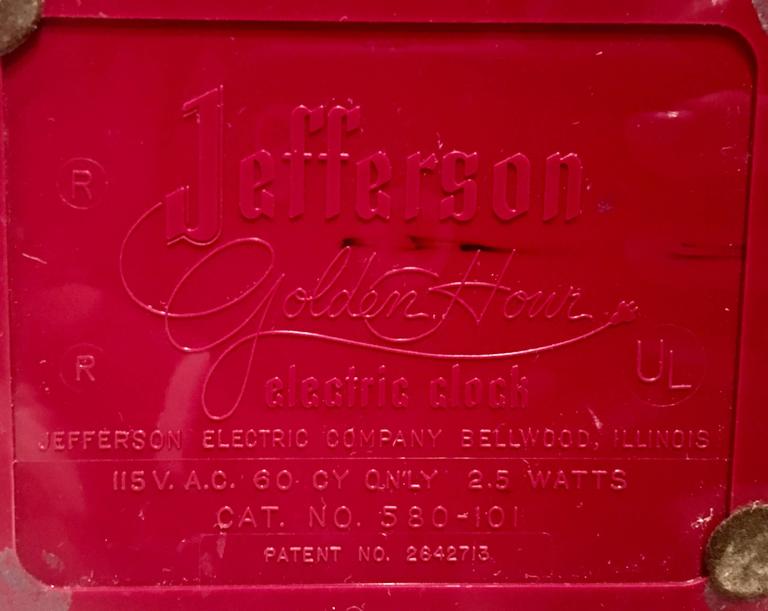 Jefferson
®
Golden Hour
®
UL
electric clock
JEFFERSON ELECTRIC COMPANY BELLWOOD, ILLINOIS
115 V. A.C. 60 CY ONLY 2.5 WATTS
CAT. NO. 580-101
PATENT NO. 2642713